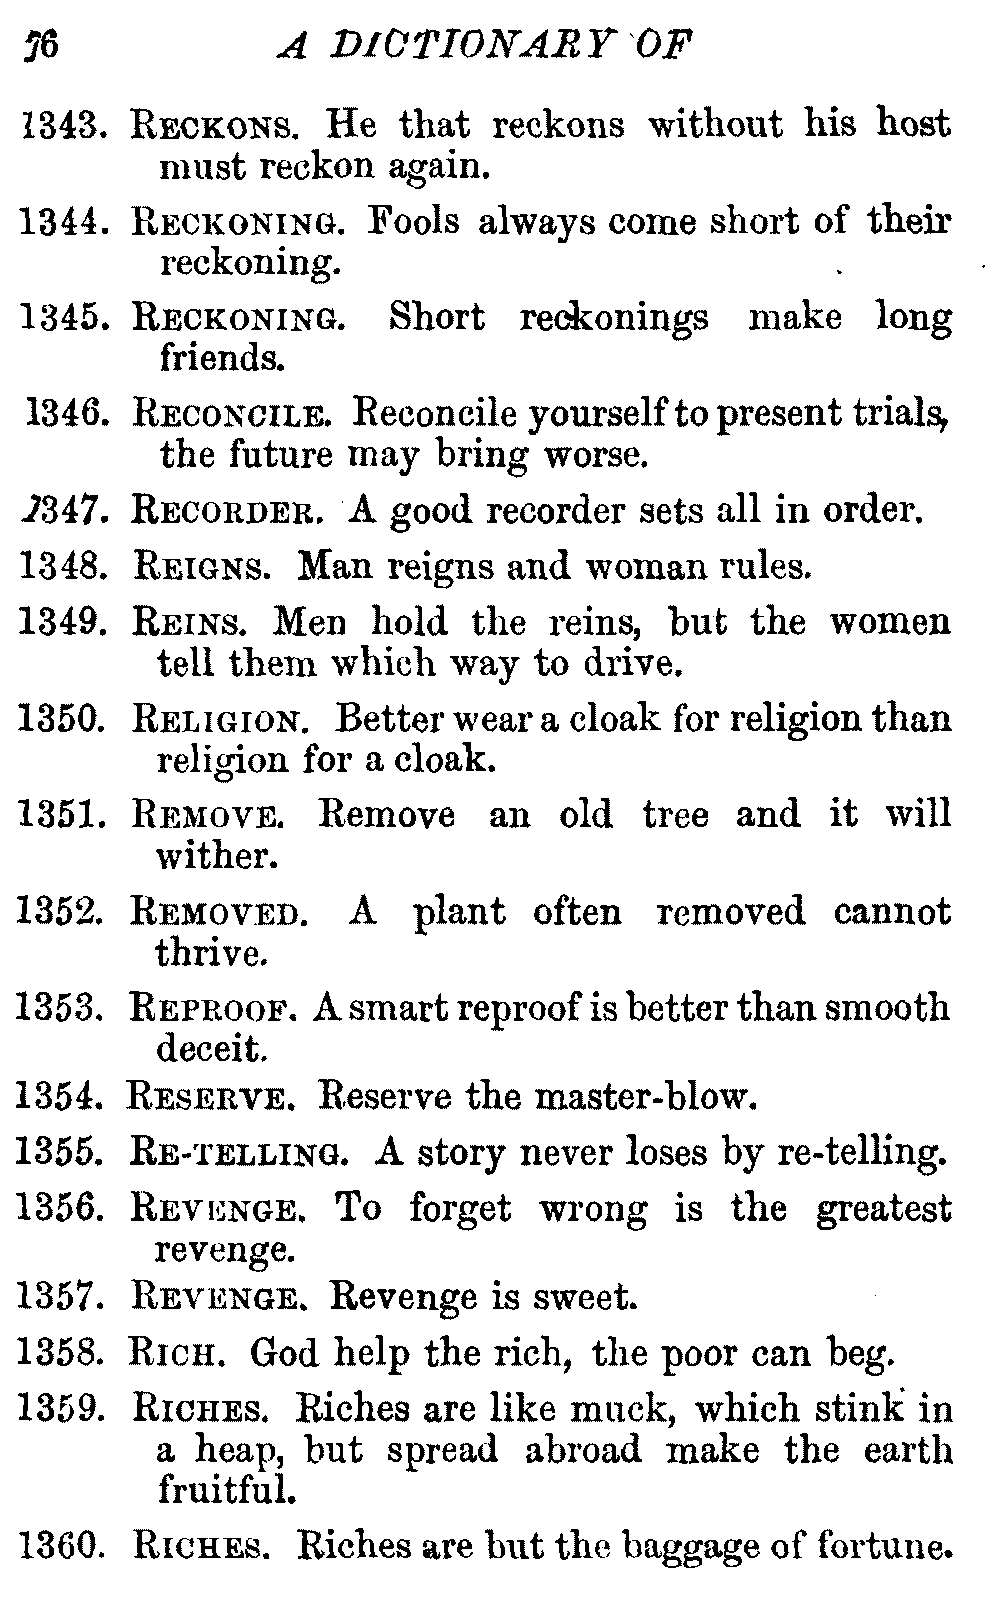 76 A DICTIONARY OF
1343. RECKONS. He that reckons without his host
must reckon again.
1344. RECKONING. Fools always come short of their
reckoning.
1345. RECKONING. Short reckonings make long
friends.
1346. RECONCILE. Reconcile yourself to present trials,
the future may bring worse.
1347. RECORDER. A good recorder sets all in order.
1348. REIGNS. Man reigns and woman rules.
1349. REINS. Men hold the reins, but the women
tell them which way to drive.
1350. RELIGION. Better wear a cloak for religion than
religion for a cloak.
1351. REMOVE. Remove an old tree and it will
wither.
1352. REMOVED. A plant often removed cannot
thrive.
1353. REPROOF. A smart reproof is better than smooth
deceit.
1354. RESERVE. Reserve the master-blow.
1355. RE-TELLING. A story never loses by re-telling.
1356. REVENGE. To forget wrong is the greatest
revenge.
1357. REVENGE. Revenge is sweet.
1358. RICH. God help the rich, the poor can beg.
1359. RICHES. Riches are like muck, which stink in
a heap, but spread abroad make the earth
fruitful.
1360. RICHES. Riches are but the baggage of fortune.